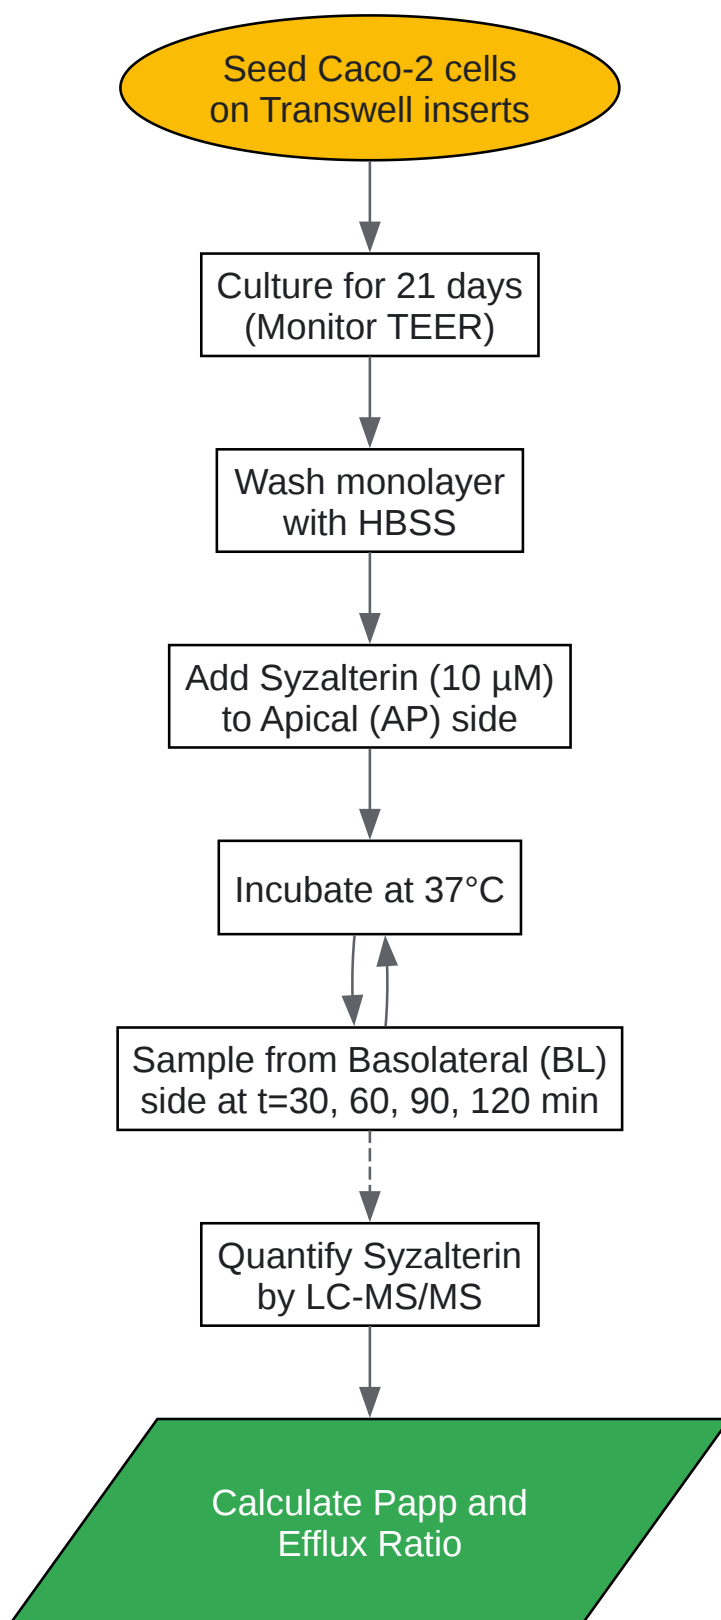 Seed Caco-2 cells
on Transwell inserts
Culture for 21 days
(Monitor TEER)
Wash monolayer
with HBSS
Add Syzalterin (10 µM)
to Apical (AP) side
Incubate at 37°C
Sample from Basolateral (BL)
side at t=30, 60, 90, 120 min
Quantify Syzalterin
by LC-MS/MS
Calculate Papp and
Efflux Ratio